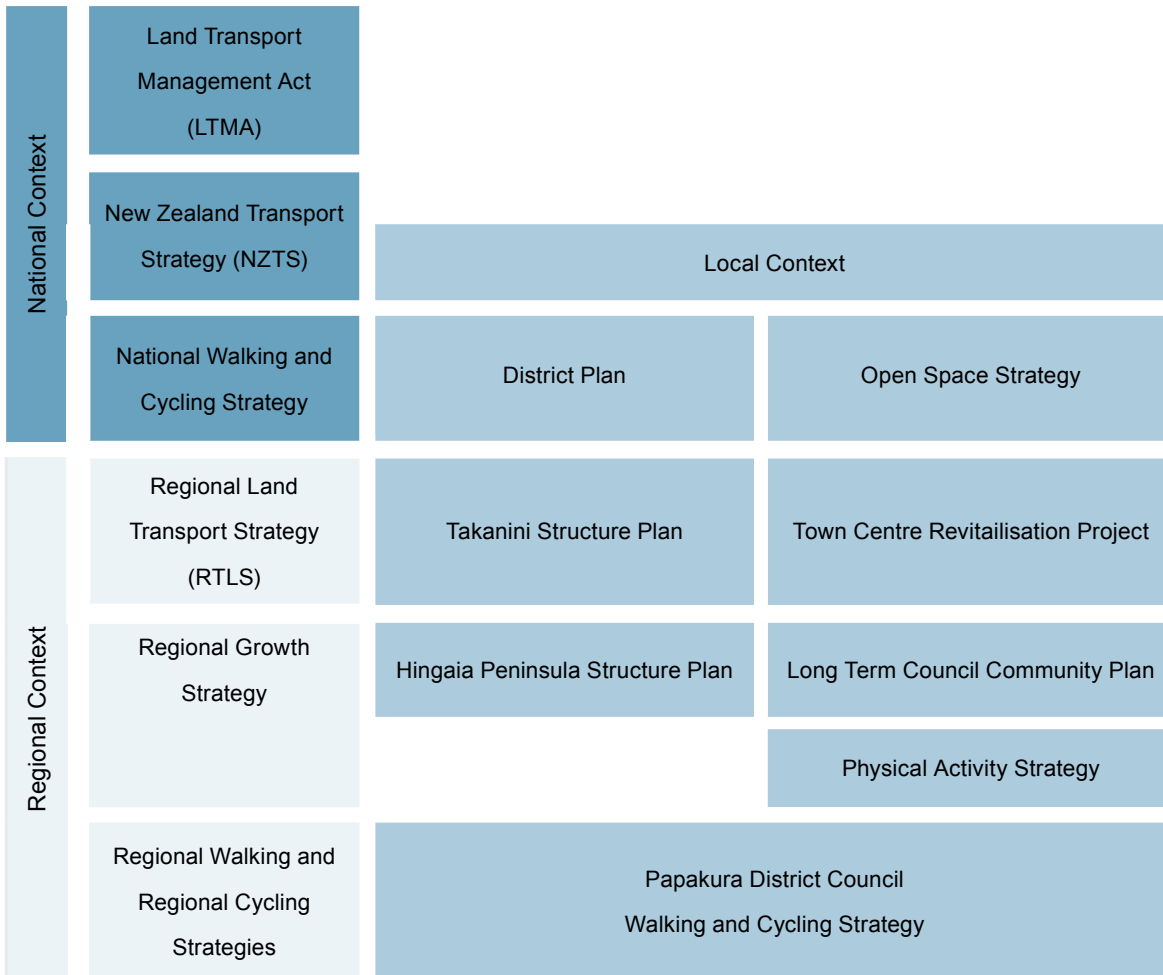 National Context
Land Transport
Management Act
(LTMA)
New Zealand Transport
Strategy (NZTS)
National Walking and
Cycling Strategy
Regional Context
Regional Land
Transport Strategy
(RTLS)
Regional Growth
Strategy
Regional Walking and
Regional Cycling
Strategies
Local Context
District Plan
Open Space Strategy
Takanini Structure Plan
Town Centre Revitailisation Project
Hingaia Peninsula Structure Plan
Long Term Council Community Plan
Physical Activity Strategy
Papakura District Council
Walking and Cycling Strategy